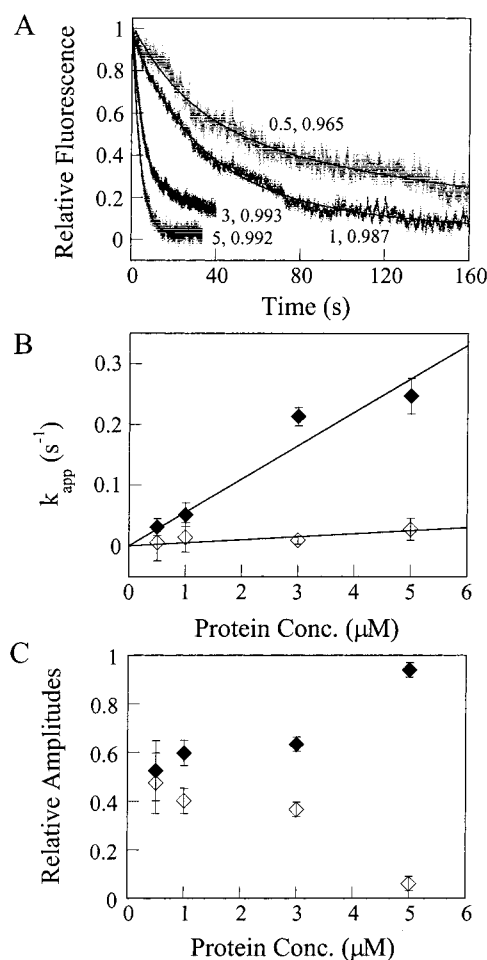 A
Relative Fluorescence
1
0.8
0.6
0.4
0.2
0
0.5, 0.965
3, 0.993
5, 0.992
1, 0.987
0 40 80 120 160
Time (s)
B
k_app (s⁻¹)
0.3
0.2
0.1
0
0 1 2 3 4 5 6
Protein Conc. (μM)
C
Relative Amplitudes
1
0.8
0.6
0.4
0.2
0
0 1 2 3 4 5 6
Protein Conc. (μM)